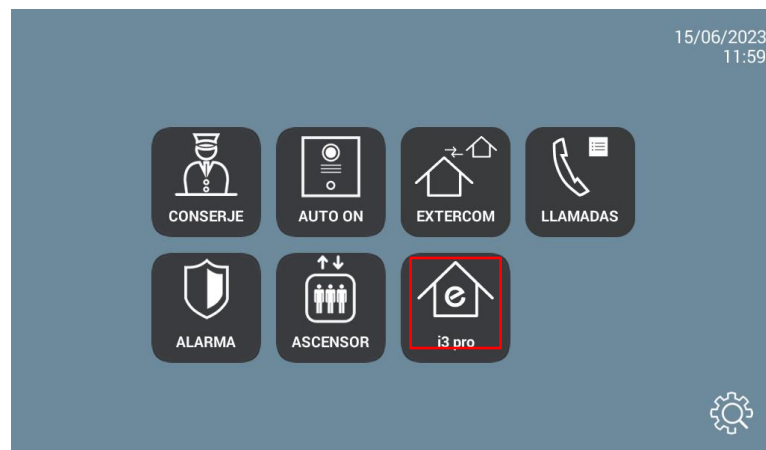 15/06/2023
11:59
CONSERJE
AUTO ON
EXTERCOM
LLAMADAS
ALARMA
ASCENSOR
e
i3 pro